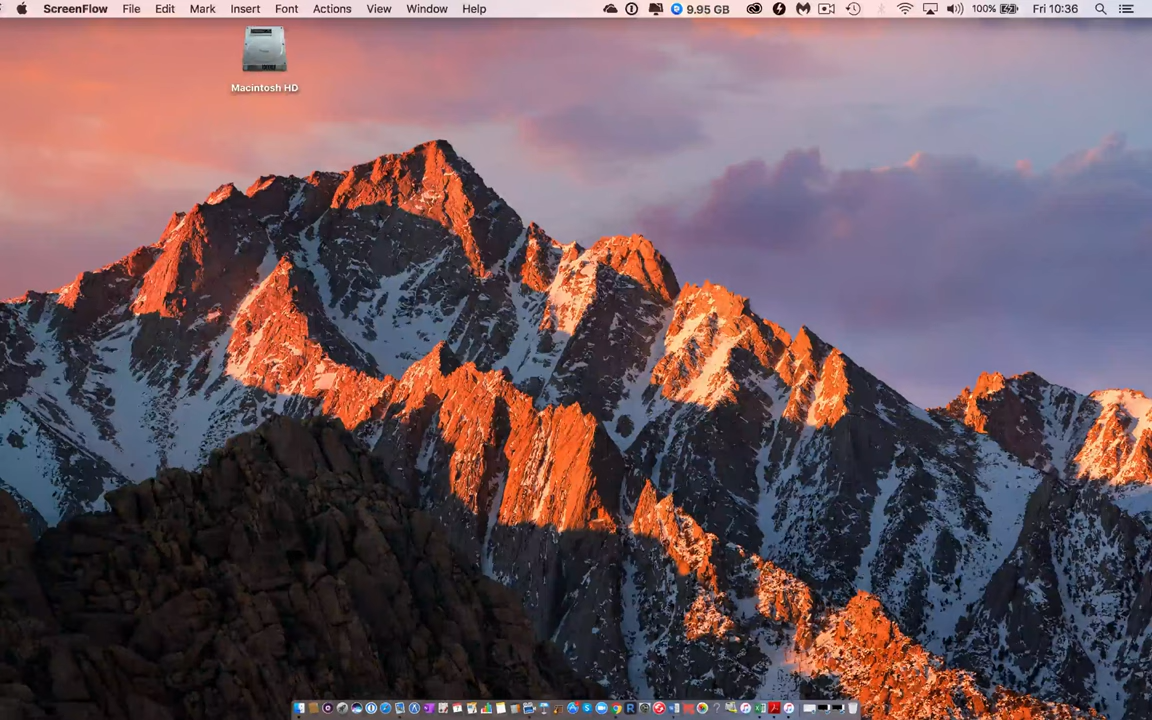 ScreenFlow File Edit Mark Insert Font Actions View Window Help 9.95 GB 100% Fri 10:36
Macintosh HD